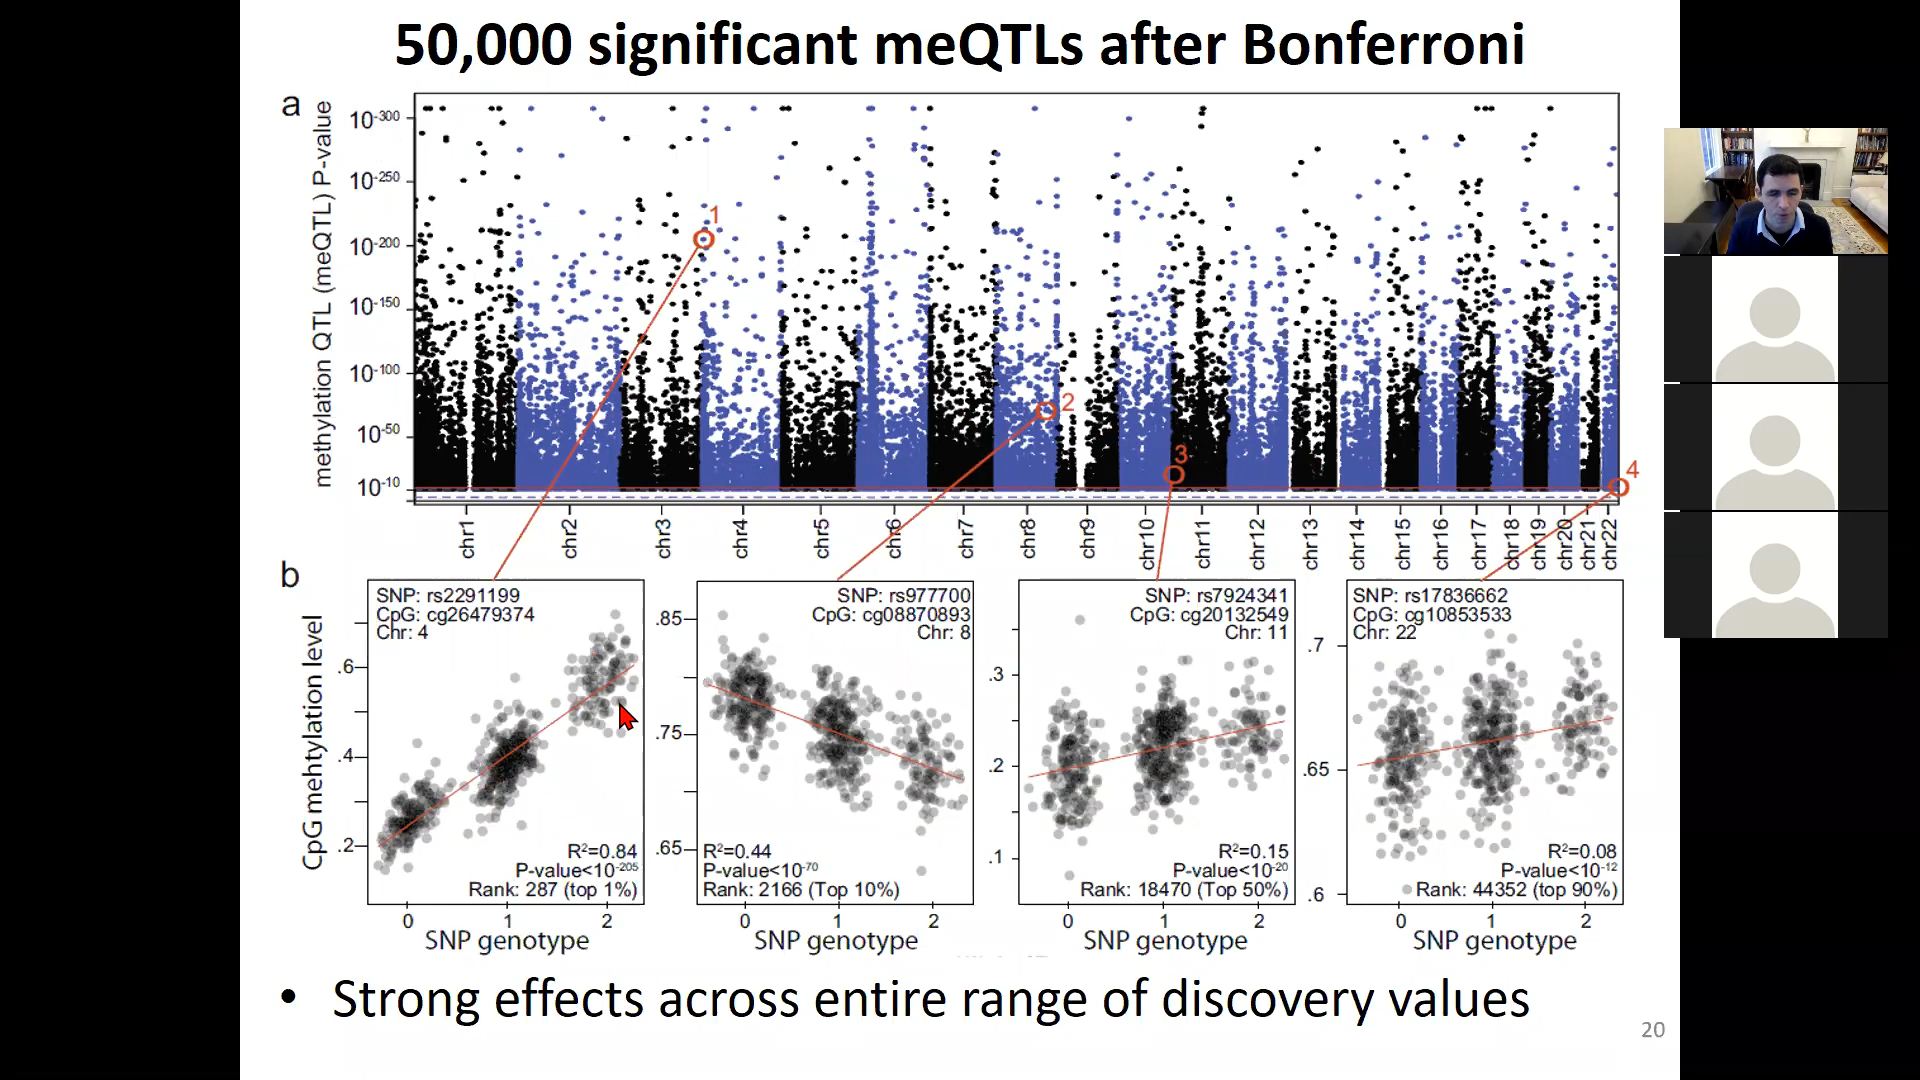 50,000 significant meQTLs after Bonferroni
a
methylation QTL (meQTL) P-value
10-300
10-250
10-200
10-150
10-100
10-50
10-10
1
2
3
4
chr1
chr2
chr3
chr4
chr5
chr6
chr7
chr8
chr9
chr10
chr11
chr12
chr13
chr14
chr15
chr16
chr17
chr18
chr19
chr20
chr21
chr22
b
CpG mehtylation level
SNP: rs2291199
CpG: cg26479374
Chr: 4
.6
.4
.2
R2=0.84
P-value<10-205
Rank: 287 (top 1%)
0 1 2
SNP genotype
SNP: rs977700
CpG: cg08870893
Chr: 8
.85
.75
.65
R2=0.44
P-value<10-70
Rank: 2166 (Top 10%)
0 1 2
SNP genotype
SNP: rs7924341
CpG: cg20132549
Chr: 11
.3
.2
.1
R2=0.15
P-value<10-20
Rank: 18470 (Top 50%)
0 1 2
SNP genotype
SNP: rs17836662
CpG: cg10853533
Chr: 22
.7
.65
.6
R2=0.08
P-value<10-12
Rank: 44352 (top 90%)
0 1 2
SNP genotype
• Strong effects across entire range of discovery values
20